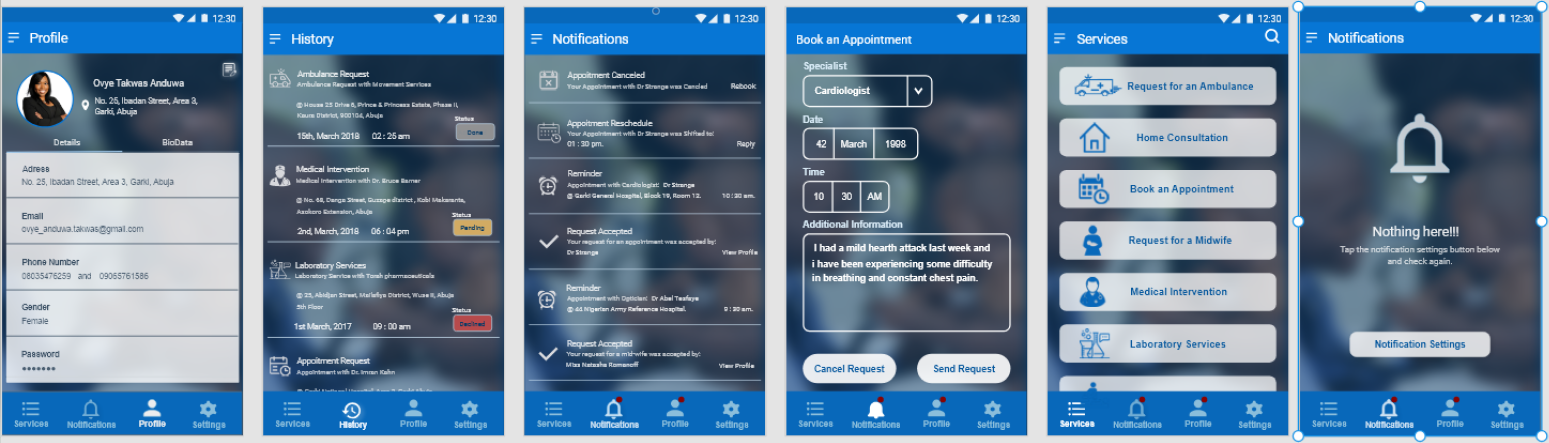 12:30
Profile
Ovye Takwas Anduwa
No. 25, Ibadan Street, Area 3,
Garki, Abuja
Details BioData
Adress
No. 25, Ibadan Street, Area 3, Garki, Abuja
Email
ovye_anduwa.takwas@gmail.com
Phone Number
08035476259 and 09065761586
Gender
Female
Password
Services Notifications Profile Settings
12:30
History
Ambulance Request
Ambulance Request with Movement Services
@ House 25 Drive 6, Prince & Princess Estate, Phase II,
Kaura District, 900104, Abuja
Status
15th, March 2018 02 : 25 am Done
Medical Intervention
Medical Intervention with Dr. Bruce Banner
@ No. 68, Danga Street, Guzape district , Kobi Makaranta,
Asokoro Extension, Abuja
Status
2nd, March, 2018 06 : 04 pm Pending
Laboratory Services
Laboratory Service with Torah pharmaceuticals
@ 25, Abidjan Street, Maitefiya District, Wuse II, Abuja
5th Floor
Status
1st March, 2017 09 : 00 am Declined
Appoitment Request
Appointment with Dr. Imran Kahn
Services History Profile Settings
12:30
Notifications
Appoitment Canceled
Your Appointment with Dr Strange was Cancled Rebook
Appoitment Reschedule
Your Appointment with Dr Strange was Shifted to:
01 : 30 pm. Reply
Reminder
Appointment with Cardiologist: Dr Strange
@ Garki General Hospital, Block 19, Room 12. 10 : 30 am.
Request Accepted
Your request for an appointment was accepted by:
Dr Strange View Profile
Reminder
Appointment with Optician: Dr Abel Tesfaye
@ 44 Nigerian Army Reference Hospital. 9 : 30 am.
Request Accepted
Your request for a mid-wife was accepted by:
Miss Natasha Romanoff View Profile
Services Notifications Profile Settings
12:30
Book an Appointment
Specialist
Cardiologist
Date
42 March 1998
Time
10 30 AM
Additional Information
I had a mild hearth attack last week and
i have been experiencing some difficulty
in breathing and constant chest pain.
Cancel Request Send Request
Services Notifications Profile Settings
12:30
Services
Request for an Ambulance
Home Consultation
Book an Appointment
Request for a Midwife
Medical Intervention
Laboratory Services
Services Notifications Profile Settings
12:30
Notifications
Nothing here!!!
Tap the notification settings button below
and check again.
Notification Settings
Services Notifications Profile Settings